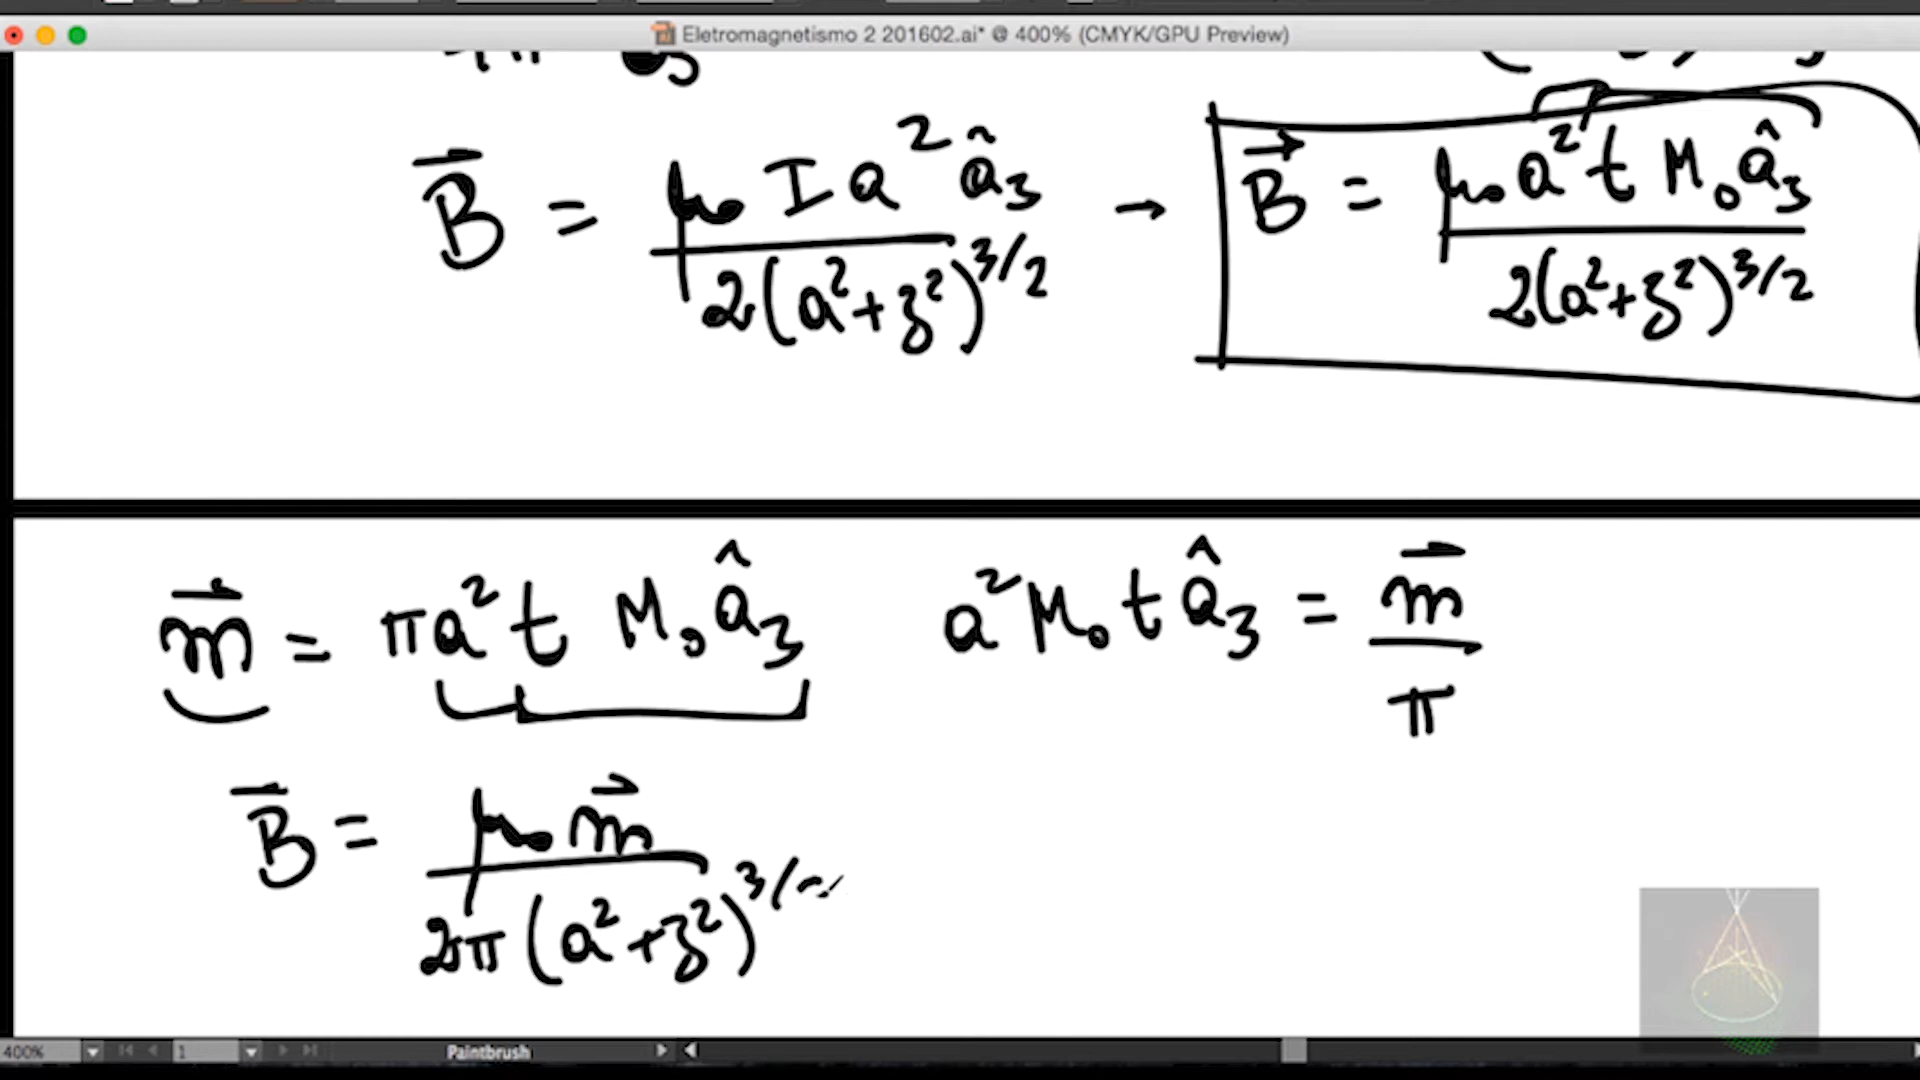 Eletromagnetismo 2 201602.ai* @ 400% (CMYK/GPU Preview)
B⃗ = μ₀ I a² â₃ / 2(a²+z²)^3/2 → B⃗ = μ₀ a² t M₀ â₃ / 2(a²+z²)^3/2
m⃗ = πa² t M₀ â₃ a² M₀ t â₃ = m⃗ / π
B⃗ = μ₀ m⃗ / 2π (a²+z²)^3/
400% 1 Paintbrush